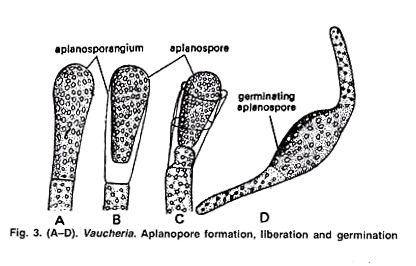 aplanosporangium
aplanospore
germinating
aplanospore
A
B
C
D
Fig. 3. (A–D). Vaucheria. Aplanopore formation, liberation and germination